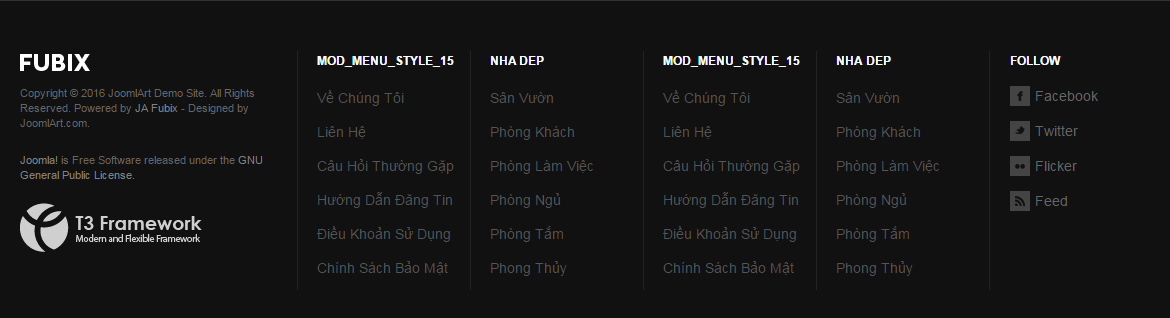 FUBIX
Copyright © 2016 JoomlArt Demo Site. All Rights
Reserved. Powered by JA Fubix - Designed by
JoomlArt.com.
Joomla! is Free Software released under the GNU
General Public License.
T3 Framework
Modern and Flexible Framework
MOD_MENU_STYLE_15
Về Chúng Tôi
Liên Hệ
Câu Hỏi Thường Gặp
Hướng Dẫn Đăng Tin
Điều Khoản Sử Dụng
Chính Sách Bảo Mật
NHA DEP
Sân Vườn
Phòng Khách
Phòng Làm Việc
Phòng Ngủ
Phòng Tắm
Phong Thủy
MOD_MENU_STYLE_15
Về Chúng Tôi
Liên Hệ
Câu Hỏi Thường Gặp
Hướng Dẫn Đăng Tin
Điều Khoản Sử Dụng
Chính Sách Bảo Mật
NHA DEP
Sân Vườn
Phòng Khách
Phòng Làm Việc
Phòng Ngủ
Phòng Tắm
Phong Thủy
FOLLOW
Facebook
Twitter
Flicker
Feed